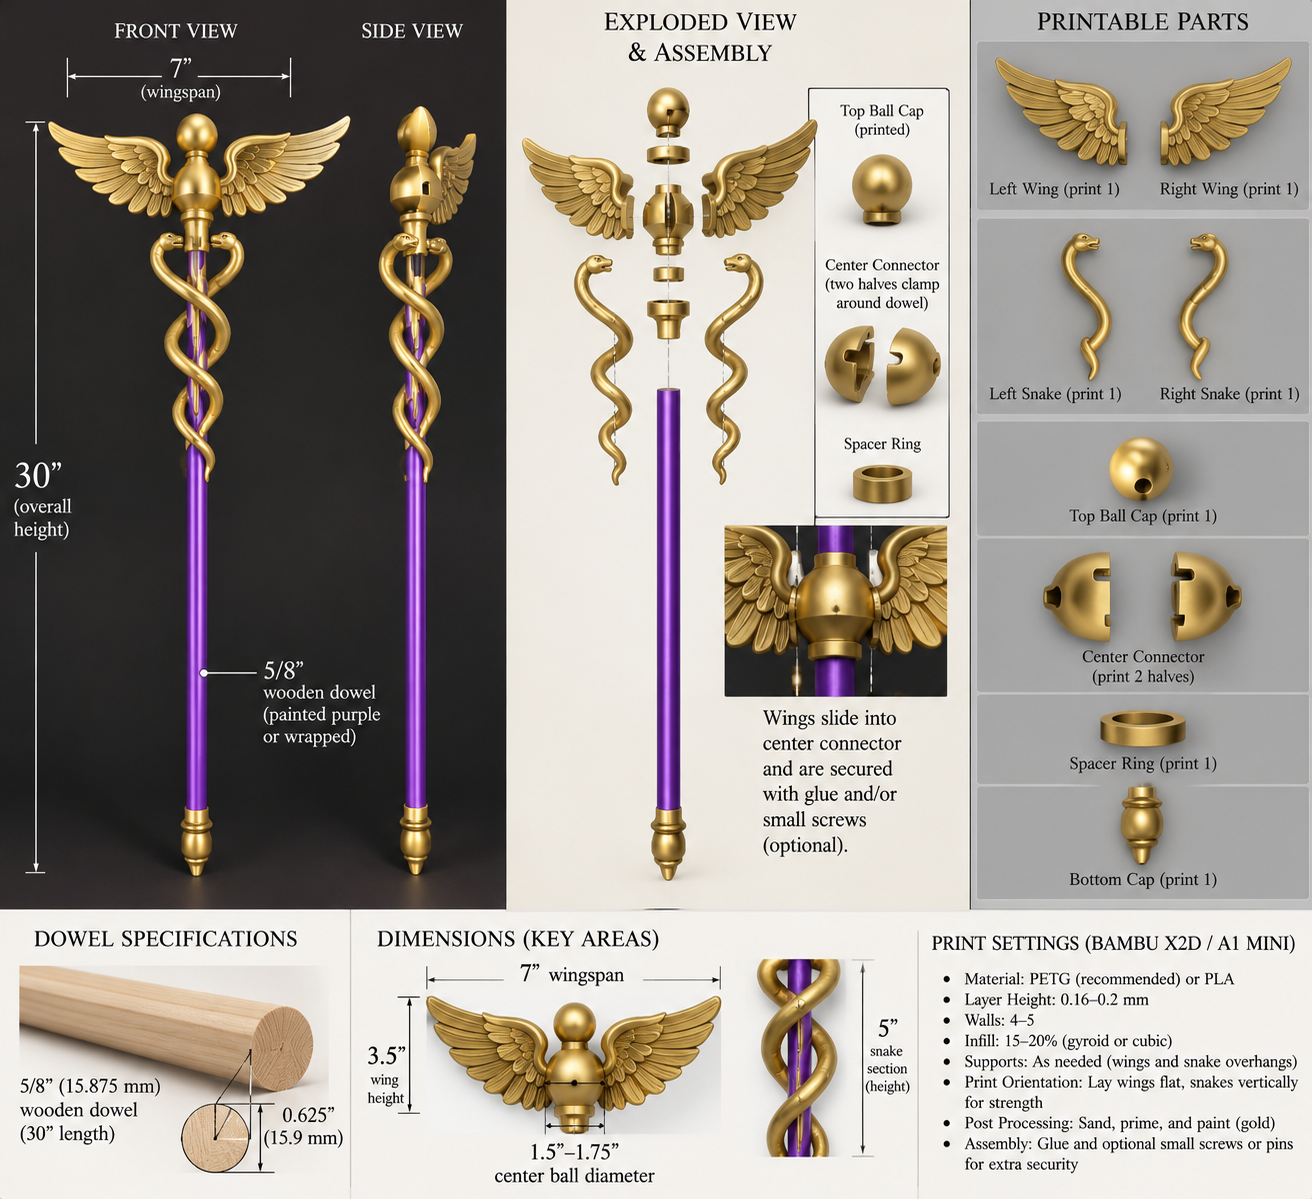 FRONT VIEW
7”
(wingspan)
SIDE VIEW
30”
(overall
height)
5/8”
wooden dowel
(painted purple
or wrapped)
EXPLODED VIEW
& ASSEMBLY
Top Ball Cap
(printed)
Center Connector
(two halves clamp
around dowel)
Spacer Ring
Wings slide into
center connector
and are secured
with glue and/or
small screws
(optional).
PRINTABLE PARTS
Left Wing (print 1)
Right Wing (print 1)
Left Snake (print 1)
Right Snake (print 1)
Top Ball Cap (print 1)
Center Connector
(print 2 halves)
Spacer Ring (print 1)
Bottom Cap (print 1)
DOWEL SPECIFICATIONS
5/8” (15.875 mm)
wooden dowel
(30” length)
0.625”
(15.9 mm)
DIMENSIONS (KEY AREAS)
7” wingspan
3.5”
wing
height
1.5”–1.75”
center ball diameter
5”
snake
section
(height)
PRINT SETTINGS (BAMBU X2D / A1 MINI)
• Material: PETG (recommended) or PLA
• Layer Height: 0.16–0.2 mm
• Walls: 4–5
• Infill: 15–20% (gyroid or cubic)
• Supports: As needed (wings and snake overhangs)
• Print Orientation: Lay wings flat, snakes vertically
for strength
• Post Processing: Sand, prime, and paint (gold)
• Assembly: Glue and optional small screws or pins
for extra security